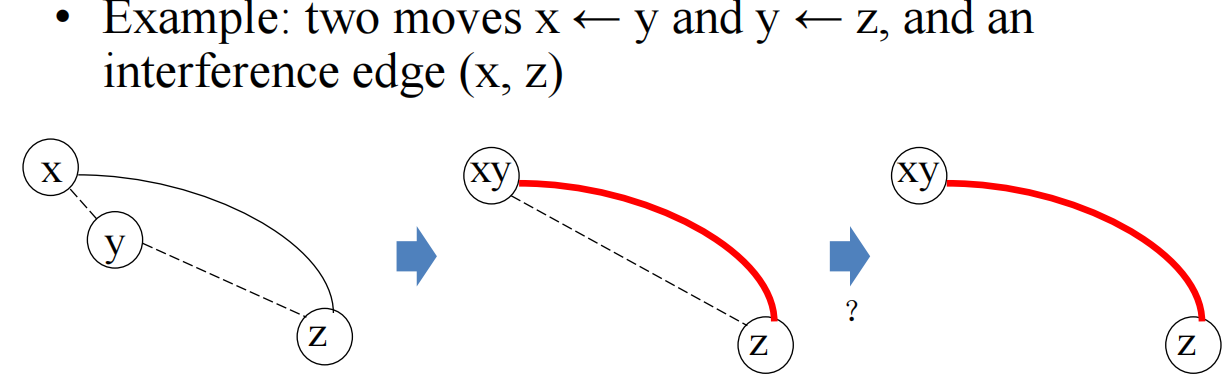 • Example: two moves x ← y and y ← z, and an
interference edge (x, z)
x
y
z
xy
z
?
xy
z